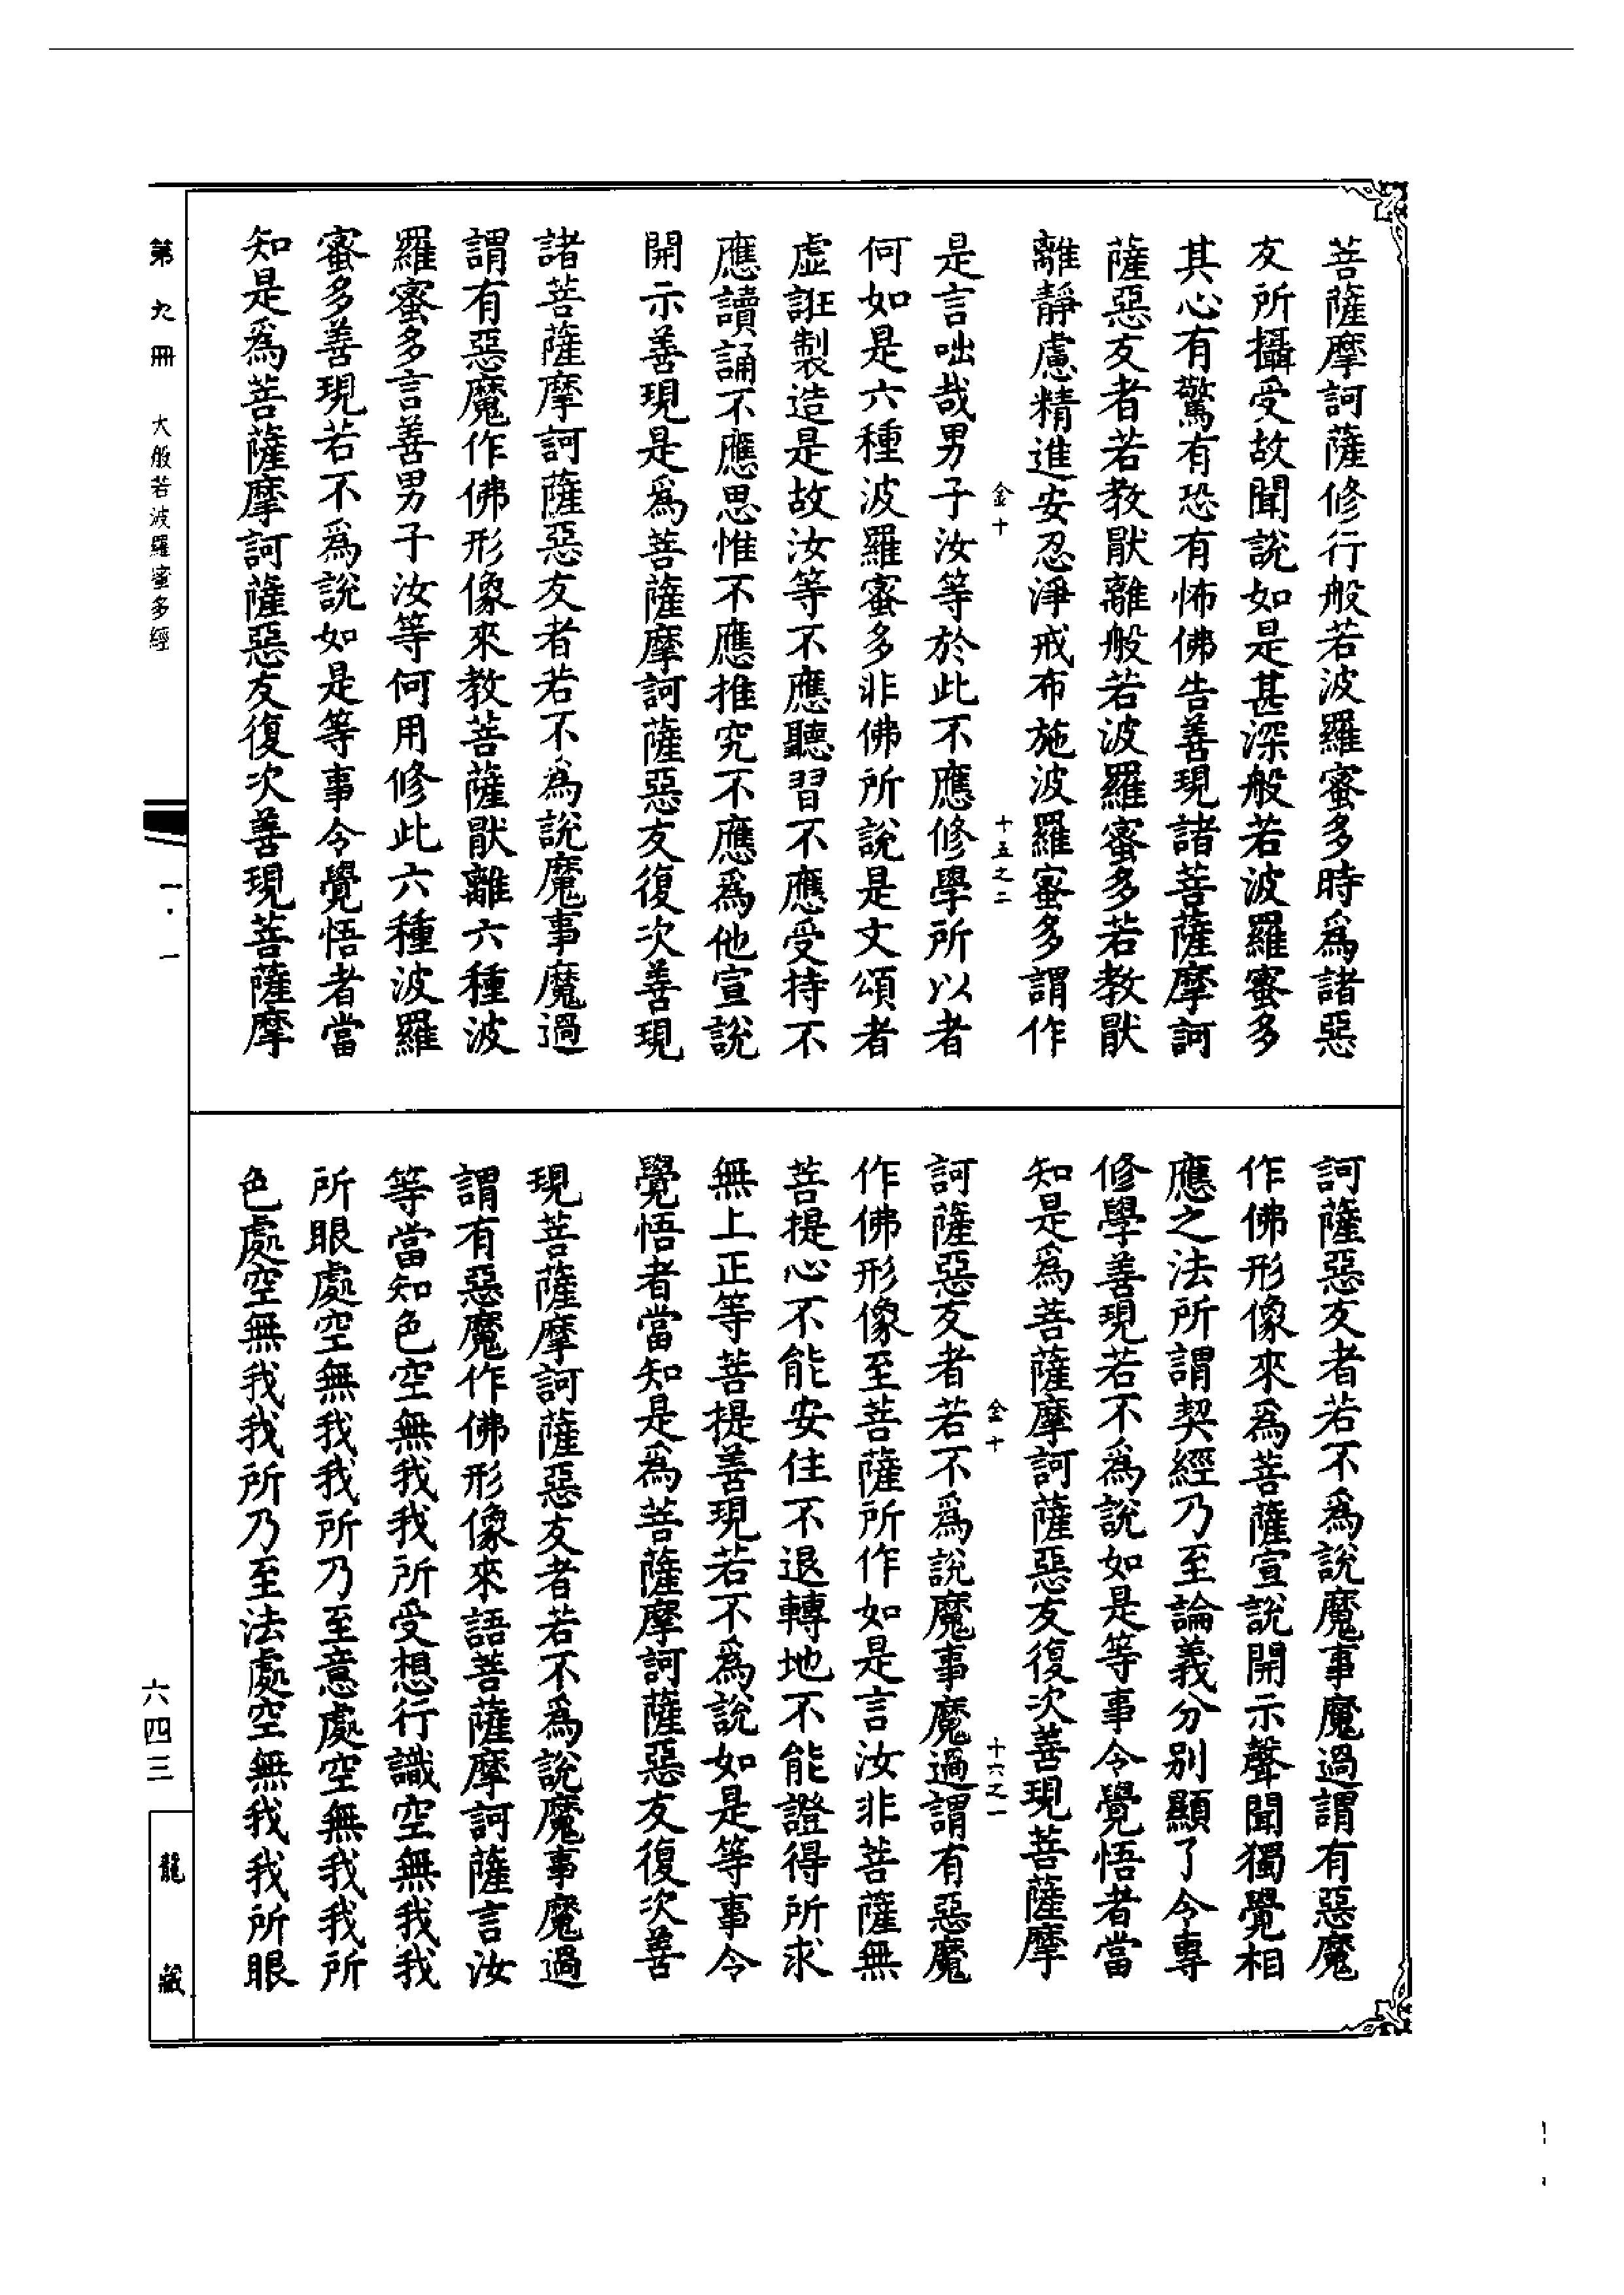 菩薩摩訶薩修行般若波羅蜜多時爲諸惡
友所攝受故聞說如是甚深般若波羅蜜多
其心有驚有恐有怖佛告善現諸菩薩摩訶
薩惡友者若教猒離般若波羅蜜多若教猒
離靜慮精進安忍淨戒布施波羅蜜多謂作
金十 十五之二
是言咄哉男子汝等於此不應修學所以者
何如是六種波羅蜜多非佛所說是文頌者
虛誑製造是故汝等不應聽習不應受持不
應讀誦不應思惟不應推究不應爲他宣說
開示善現是爲菩薩摩訶薩惡友復次善現
諸菩薩摩訶薩惡友者若不爲說魔事魔過
謂有惡魔作佛形像來教菩薩猒離六種波
羅蜜多言善男子汝等何用修此六種波羅
蜜多善現若不爲說如是等事令覺悟者當
知是爲菩薩摩訶薩惡友復次善現菩薩摩
訶薩惡友者若不爲說魔事魔過謂有惡魔
作佛形像來爲菩薩宣說開示聲聞獨覺相
應之法所謂契經乃至論義分別顯了令專
修學善現若不爲說如是等事令覺悟者當
知是爲菩薩摩訶薩惡友復次善現菩薩摩
金十 十六之一
訶薩惡友者若不爲說魔事魔過謂有惡魔
作佛形像至菩薩所作如是言汝非菩薩無
菩提心不能安住不退轉地不能證得所求
無上正等菩提善現若不爲說如是等事令
覺悟者當知是爲菩薩摩訶薩惡友復次善
現菩薩摩訶薩惡友者若不爲說魔事魔過
謂有惡魔作佛形像來語菩薩摩訶薩言汝
等當知色空無我我所受想行識空無我我
所眼處空無我我所乃至意處空無我我所
色處空無我我所乃至法處空無我我所眼
第九冊 大般若波羅蜜多經
一·一
六四三
龍藏